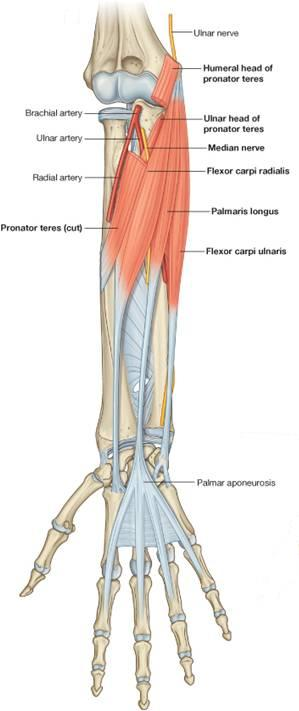 Ulnar nerve
Humeral head of
pronator teres
Brachial artery
Ulnar head of
pronator teres
Ulnar artery
Median nerve
Radial artery
Flexor carpi radialis
Palmaris longus
Pronator teres (cut)
Flexor carpi ulnaris
Palmar aponeurosis